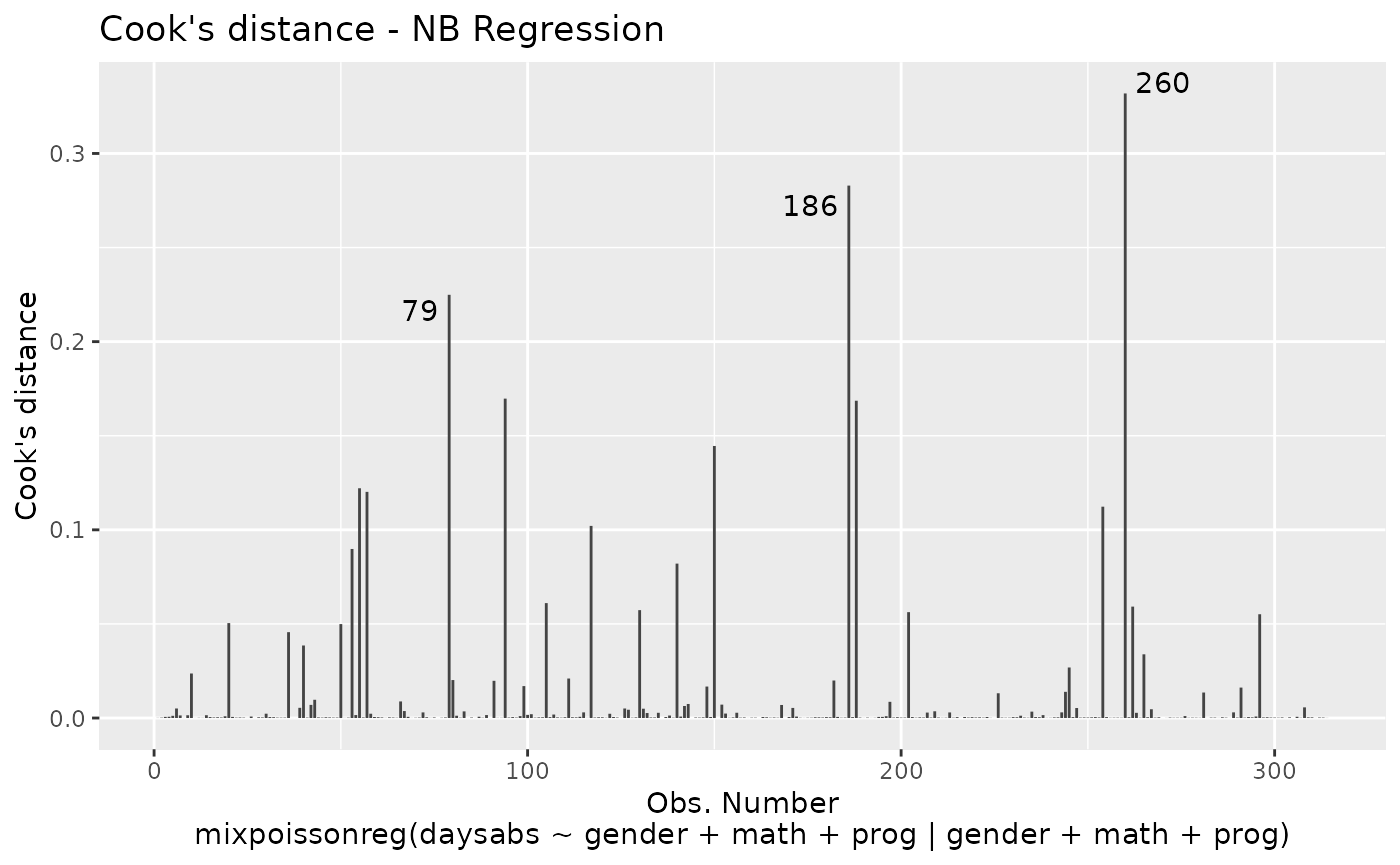 Cook's distance - NB Regression
260
0.3
186
79
0.2
Cook's distance
0.1
0.0
0 100 200 300
Obs. Number
mixpoissonreg(daysabs ~ gender + math + prog | gender + math + prog)